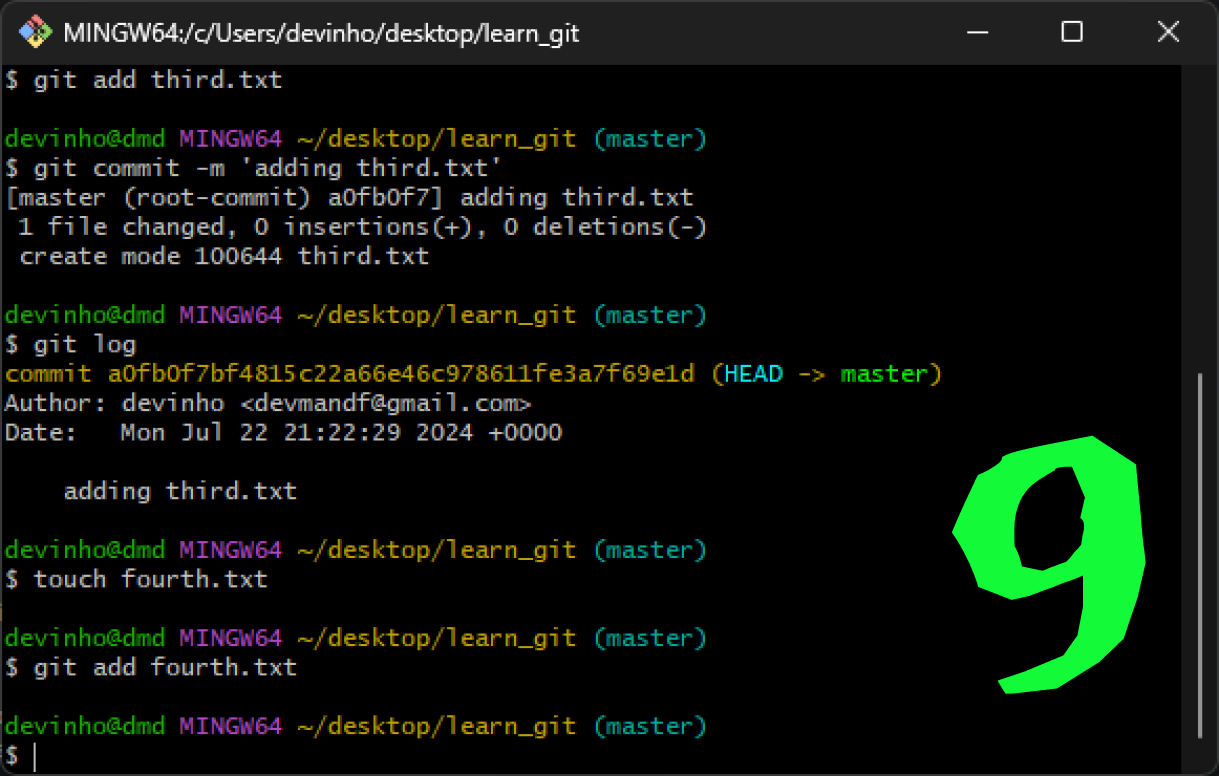 MINGW64:/c/Users/devinho/desktop/learn_git
$ git add third.txt
devinho@dmd MINGW64 ~/desktop/learn_git (master)
$ git commit -m 'adding third.txt'
[master (root-commit) a0fb0f7] adding third.txt
 1 file changed, 0 insertions(+), 0 deletions(-)
 create mode 100644 third.txt
devinho@dmd MINGW64 ~/desktop/learn_git (master)
$ git log
commit a0fb0f7bf4815c22a66e46c978611fe3a7f69e1d (HEAD -> master)
Author: devinho <devmandf@gmail.com>
Date:   Mon Jul 22 21:22:29 2024 +0000
    adding third.txt
devinho@dmd MINGW64 ~/desktop/learn_git (master)
$ touch fourth.txt
devinho@dmd MINGW64 ~/desktop/learn_git (master)
$ git add fourth.txt
devinho@dmd MINGW64 ~/desktop/learn_git (master)
$
9